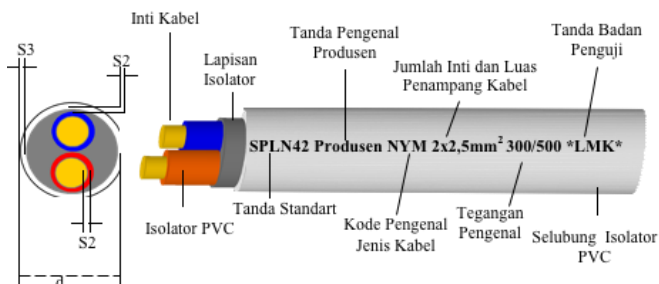 Inti Kabel
Tanda Pengenal
Produsen
Tanda Badan
Penguji
S3
S2
Lapisan
Isolator
Jumlah Inti dan Luas
Penampang Kabel
SPLN42 Produsen NYM 2x2,5mm² 300/500 *LMK*
S2
Isolator PVC
Tanda Standart
Kode Pengenal
Jenis Kabel
Tegangan
Pengenal
Selubung Isolator
PVC